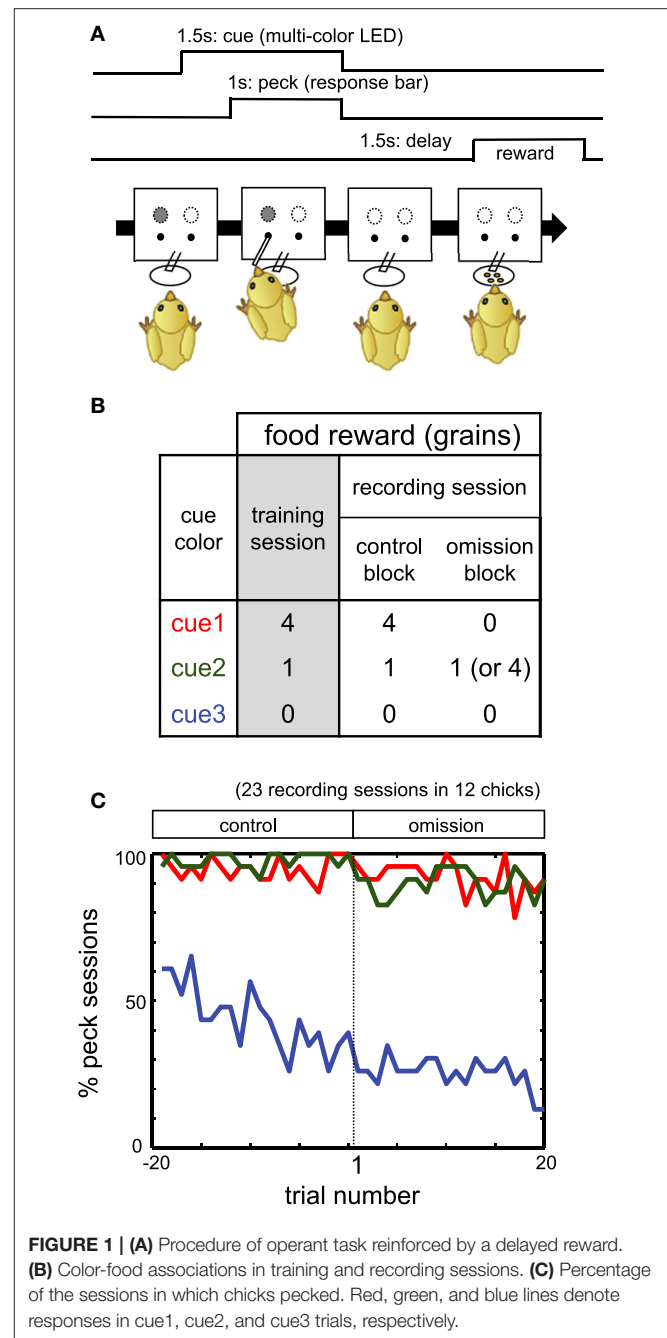 A
1.5s: cue (multi-color LED)
1s: peck (response bar)
1.5s: delay
reward
B
food reward (grains)
cue color
training session
recording session
control block
omission block
cue1 4 4 0
cue2 1 1 1 (or 4)
cue3 0 0 0
C
(23 recording sessions in 12 chicks)
control omission
100
50
0
% peck sessions
-20 1 20
trial number
FIGURE 1 | (A) Procedure of operant task reinforced by a delayed reward.
(B) Color-food associations in training and recording sessions. (C) Percentage
of the sessions in which chicks pecked. Red, green, and blue lines denote
responses in cue1, cue2, and cue3 trials, respectively.